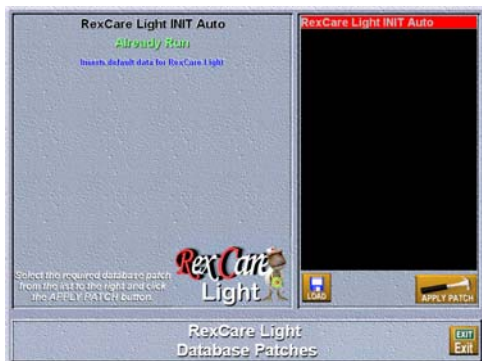 RexCare Light INIT Auto
Already Run
Inserts default data for RexCare Light
RexCare Light INIT Auto
Select the required database patch
from the list to the right and click
the APPLY PATCH button.
RexCare
Light
LOAD
APPLY PATCH
RexCare Light
Database Patches
EXIT
Exit